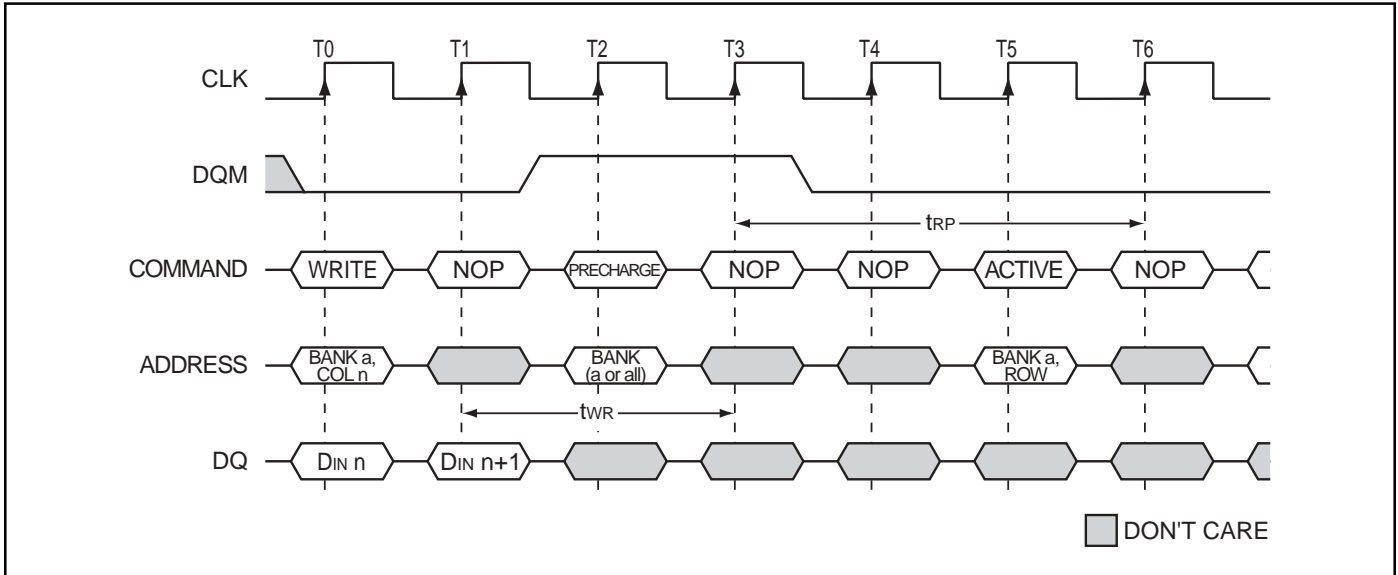 T0 T1 T2 T3 T4 T5 T6
CLK
DQM
tRP
COMMAND WRITE NOP PRECHARGE NOP NOP ACTIVE NOP
ADDRESS BANK a, COL n BANK (a or all) BANK a, ROW
tWR
DQ DIN n DIN n+1
DON'T CARE